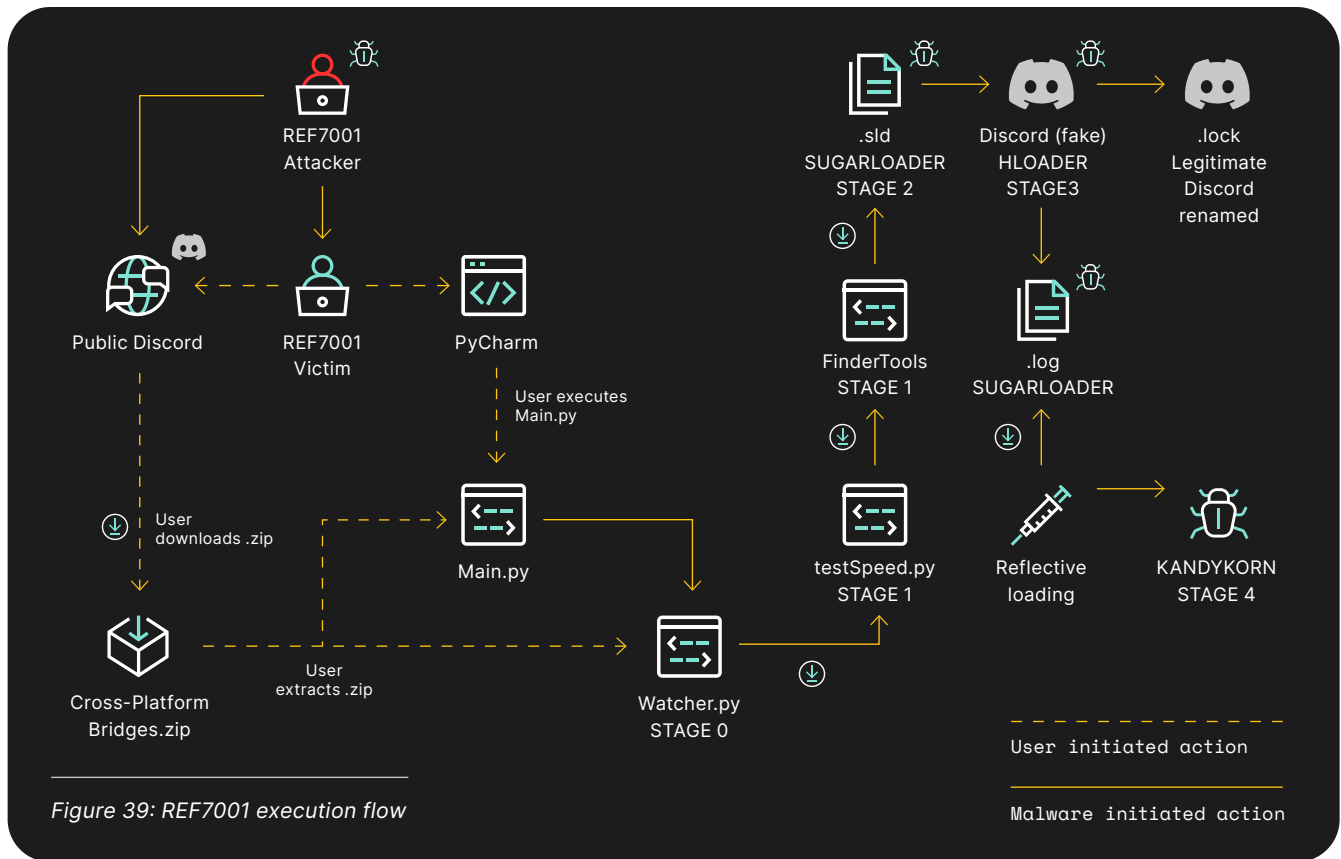 REF7001
Attacker
.sld
SUGARLOADER
STAGE 2
Discord (fake)
HLOADER
STAGE3
.lock
Legitimate
Discord
renamed
Public Discord
REF7001
Victim
PyCharm
FinderTools
STAGE 1
.log
SUGARLOADER
User executes
Main.py
User
downloads .zip
Main.py
testSpeed.py
STAGE 1
Reflective
loading
KANDYKORN
STAGE 4
User
extracts .zip
Cross-Platform
Bridges.zip
Watcher.py
STAGE 0
User initiated action
Malware initiated action
Figure 39: REF7001 execution flow